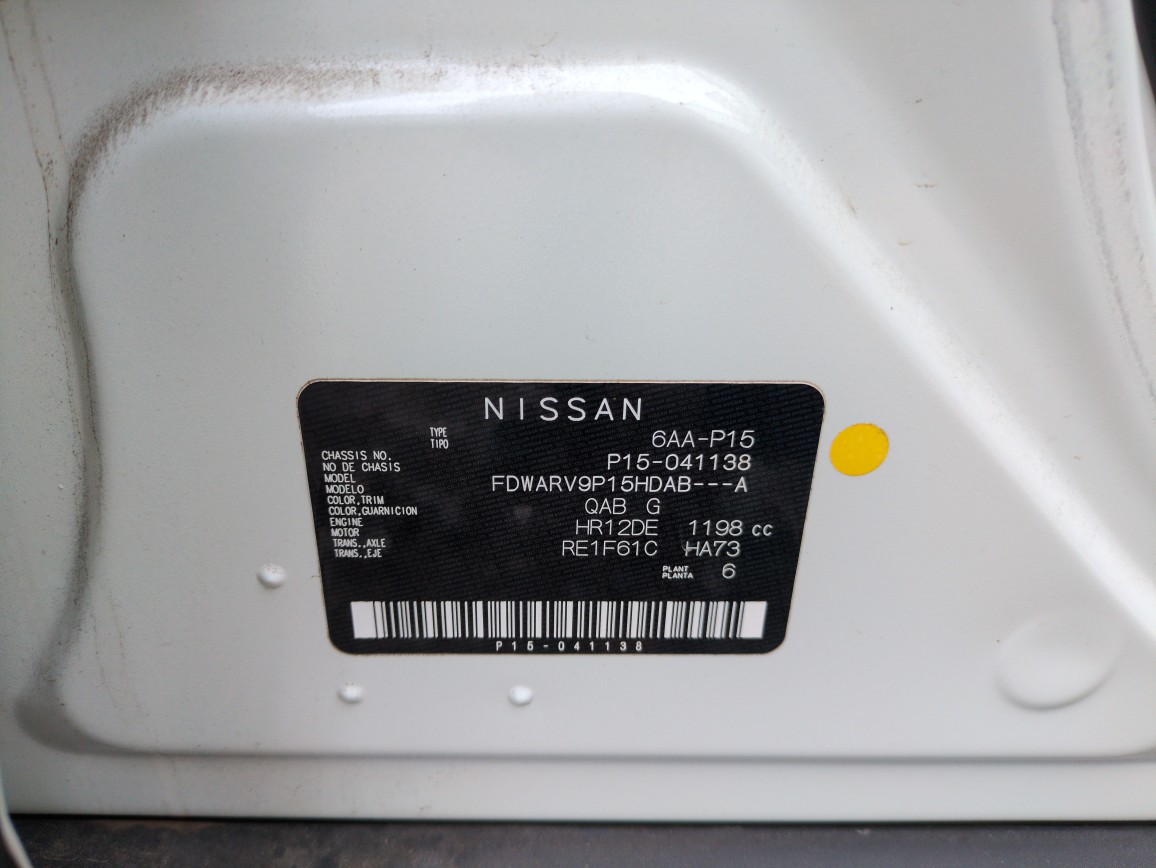 NISSAN
TYPE
TIPO 6AA-P15
CHASSIS NO.
NO DE CHASIS P15-041138
MODEL
MODELO FDWARV9P15HDAB---A
COLOR,TRIM
COLOR,GUARNICION QAB G
ENGINE
MOTOR HR12DE 1198 cc
TRANS.,AXLE
TRANS.,EJE RE1F61C HA73
PLANT
PLANTA 6
P15-041138